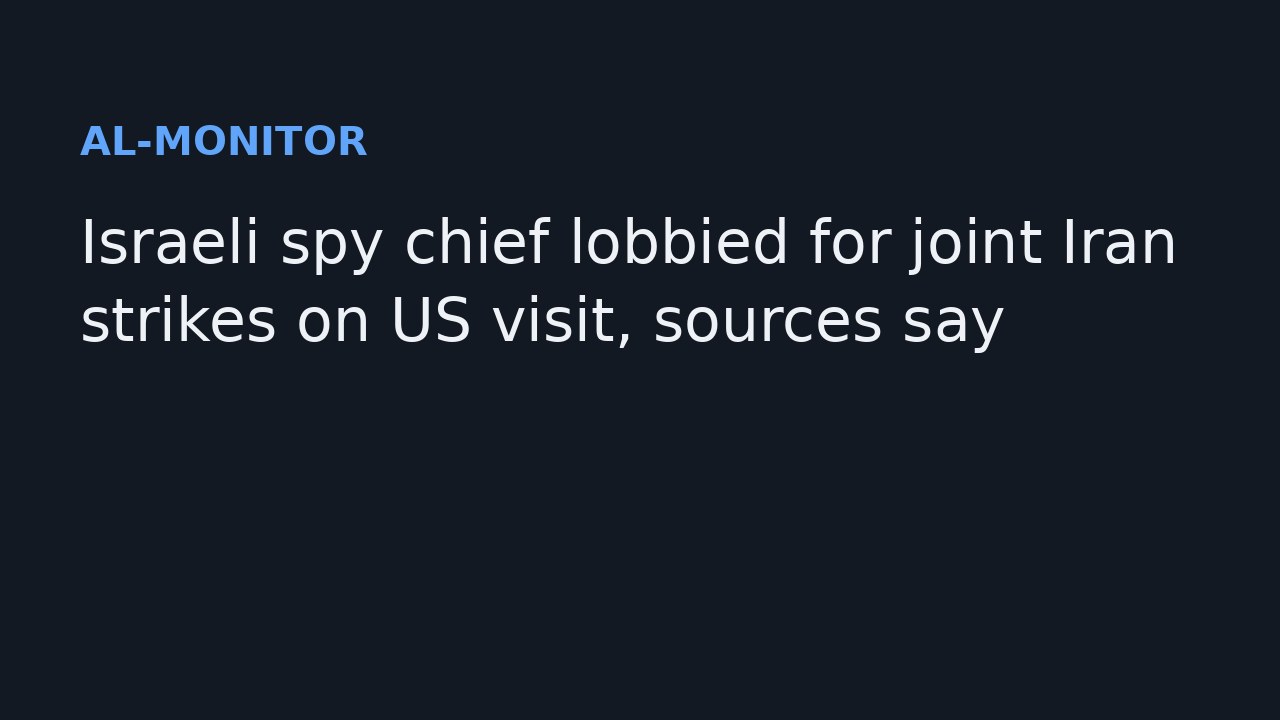 AL-MONITOR
Israeli spy chief lobbied for joint Iran
strikes on US visit, sources say